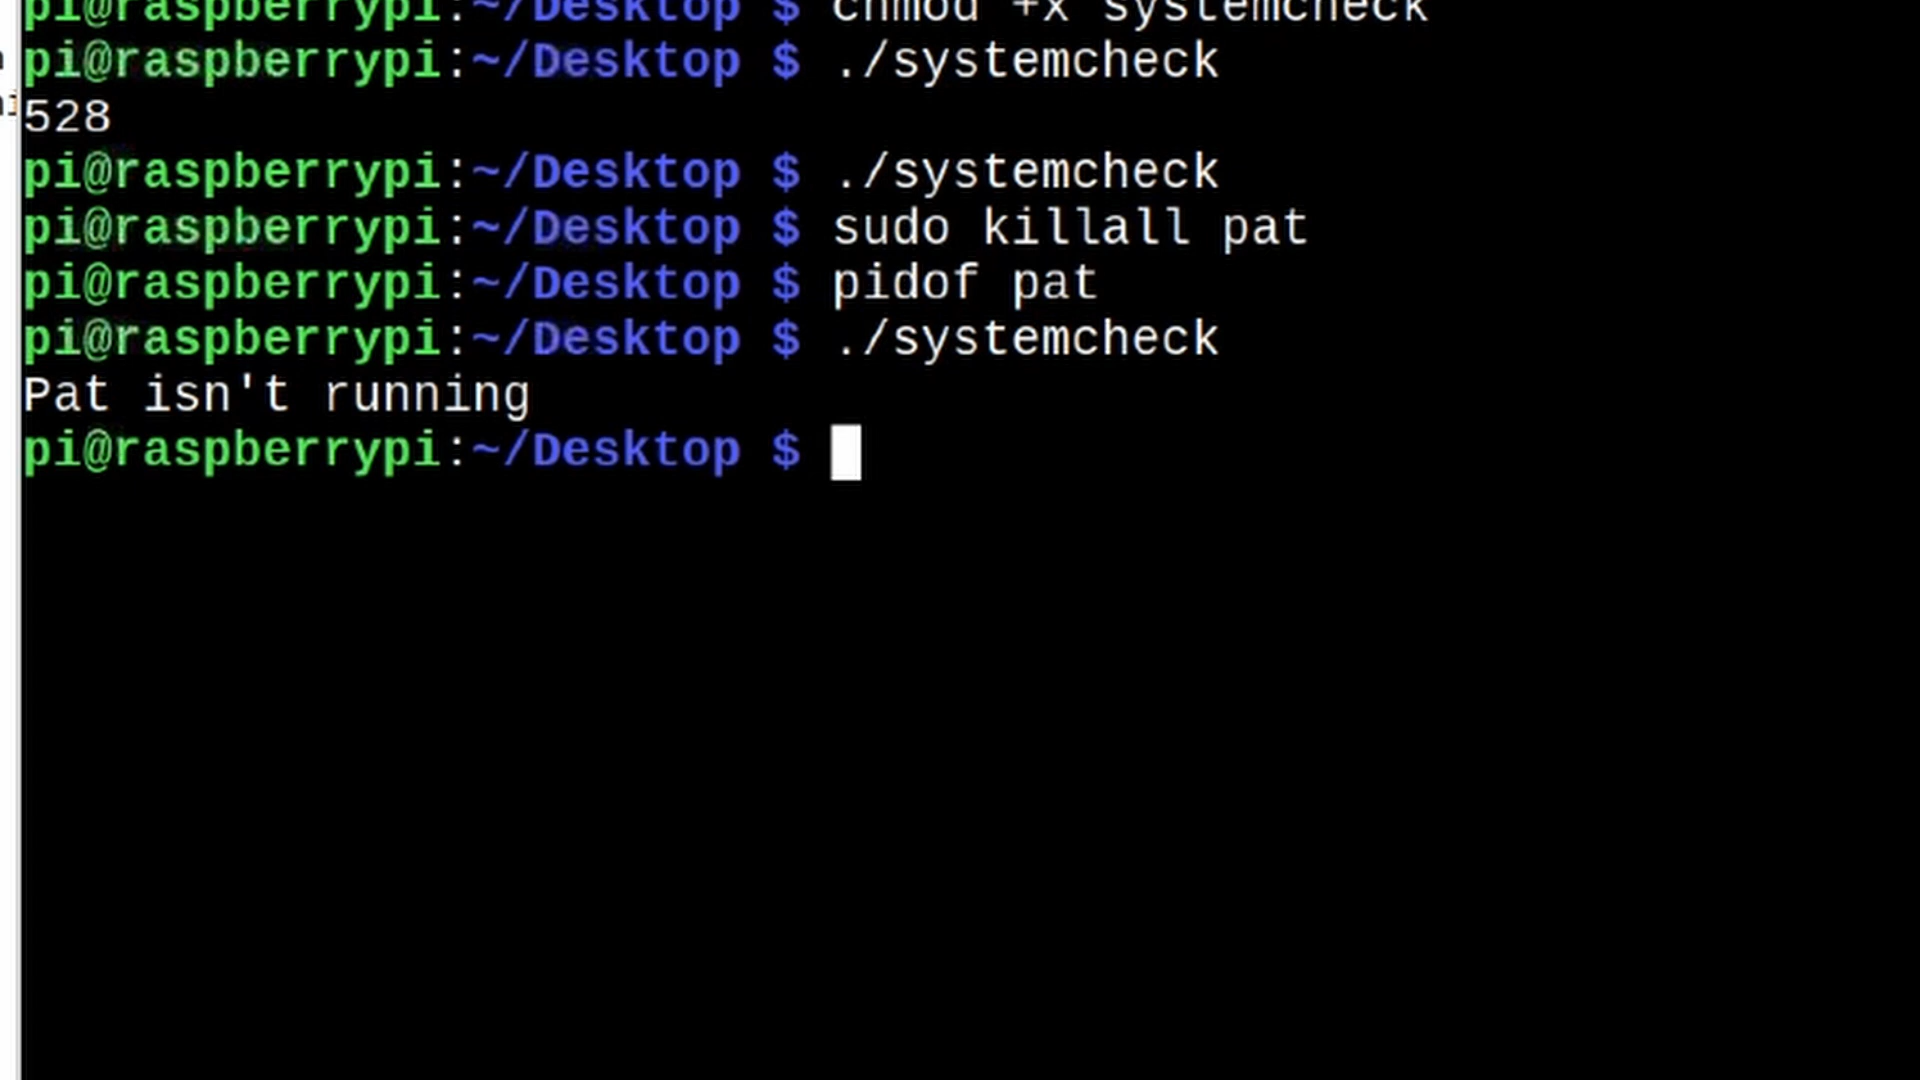 pi@raspberrypi:~/Desktop $ chmod +x systemcheck
pi@raspberrypi:~/Desktop $ ./systemcheck
528
pi@raspberrypi:~/Desktop $ ./systemcheck
pi@raspberrypi:~/Desktop $ sudo killall pat
pi@raspberrypi:~/Desktop $ pidof pat
pi@raspberrypi:~/Desktop $ ./systemcheck
Pat isn't running
pi@raspberrypi:~/Desktop $